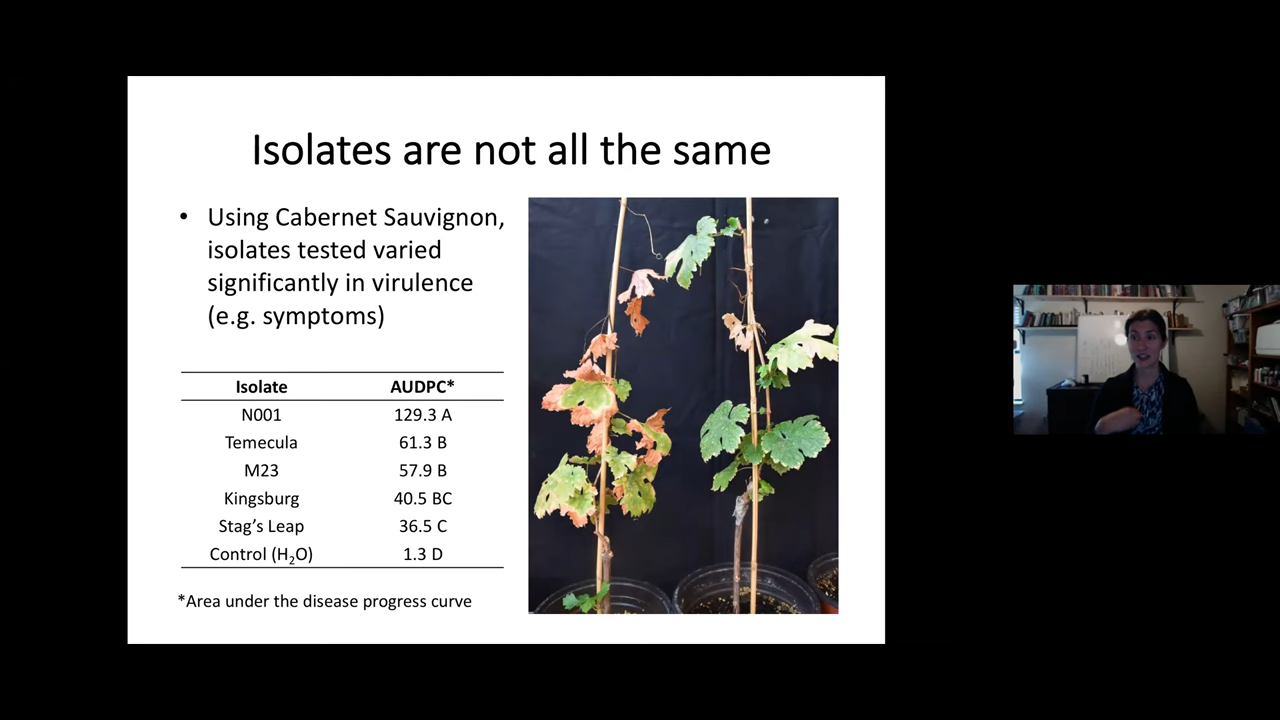 Isolates are not all the same
• Using Cabernet Sauvignon,
isolates tested varied
significantly in virulence
(e.g. symptoms)
Isolate AUDPC*
N001 129.3 A
Temecula 61.3 B
M23 57.9 B
Kingsburg 40.5 BC
Stag’s Leap 36.5 C
Control (H₂O) 1.3 D
*Area under the disease progress curve